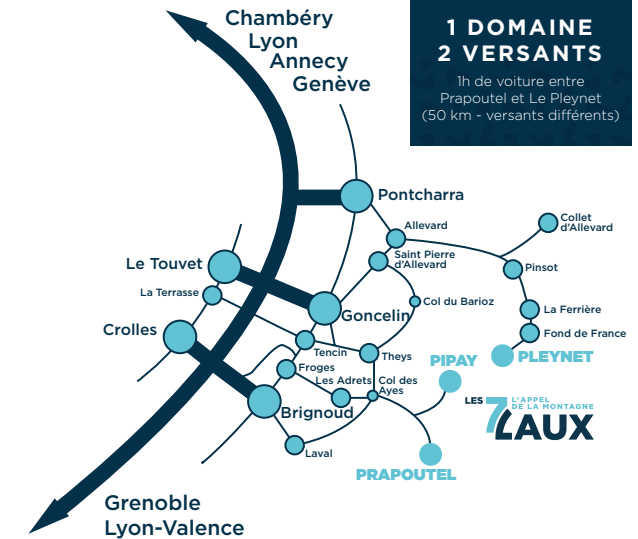 Chambéry
Lyon
Annecy
Genève
1 DOMAINE
2 VERSANTS
1h de voiture entre
Prapoutel et Le Pleynet
(50 km - versants différents)
Pontcharra
Allevard
Collet
d'Allevard
Saint Pierre
d'Allevard
Pinsot
Le Touvet
La Terrasse
Col du Barioz
La Ferrière
Goncelin
Crolles
Fond de France
Tencin
Theys
PLEYNET
PIPAY
Froges
Les Adrets
Col des
Ayes
Brignoud
LES 7 LAUX
L'APPEL
DE LA MONTAGNE
Laval
PRAPOUTEL
Grenoble
Lyon-Valence